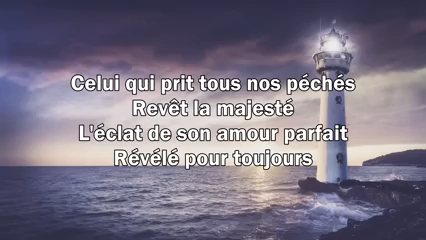 Celui qui prit tous nos péchés
Revêt la majesté
L'éclat de son amour parfait
Révélé pour toujours